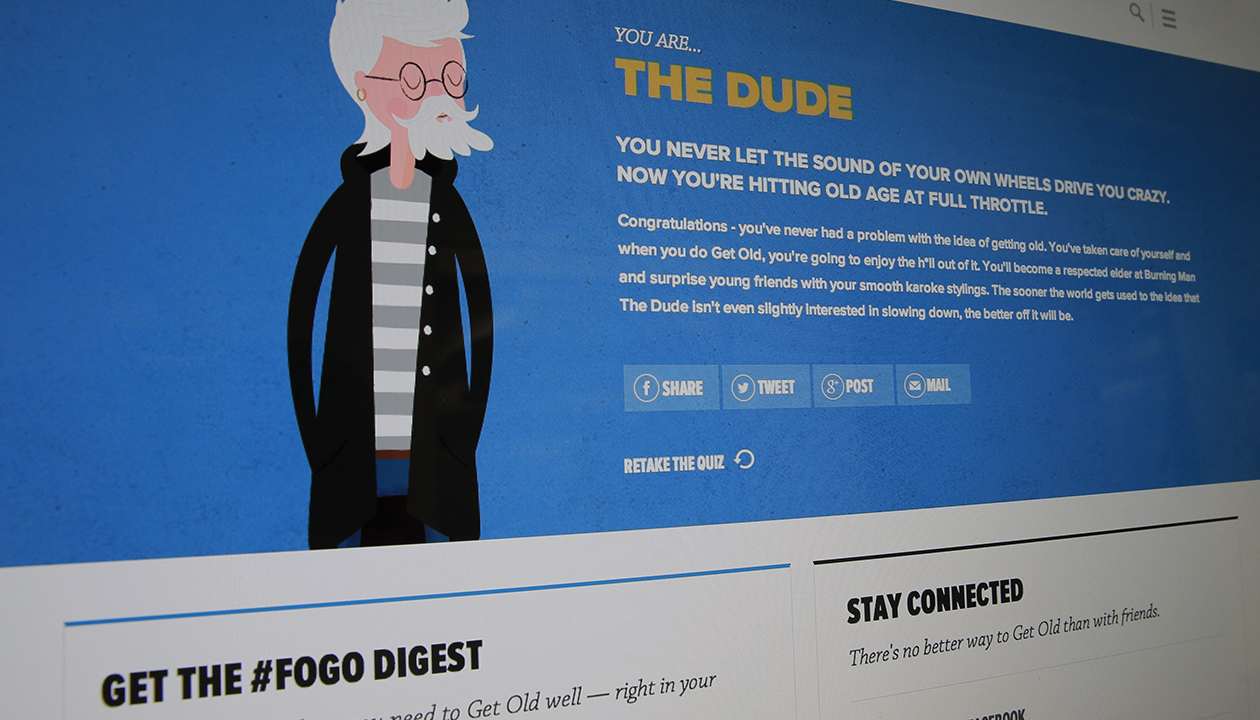 YOU ARE...
THE DUDE
YOU NEVER LET THE SOUND OF YOUR OWN WHEELS DRIVE YOU CRAZY.
NOW YOU'RE HITTING OLD AGE AT FULL THROTTLE.
Congratulations - you've never had a problem with the idea of getting old. You've taken care of yourself and
when you do Get Old, you're going to enjoy the h*ll out of it. You'll become a respected elder at Burning Man
and surprise young friends with your smooth karoke stylings. The sooner the world gets used to the idea that
The Dude isn't even slightly interested in slowing down, the better off it will be.
f SHARE TWEET g+ POST MAIL
RETAKE THE QUIZ
GET THE #FOGO DIGEST
need to Get Old well — right in your
STAY CONNECTED
There's no better way to Get Old than with friends.